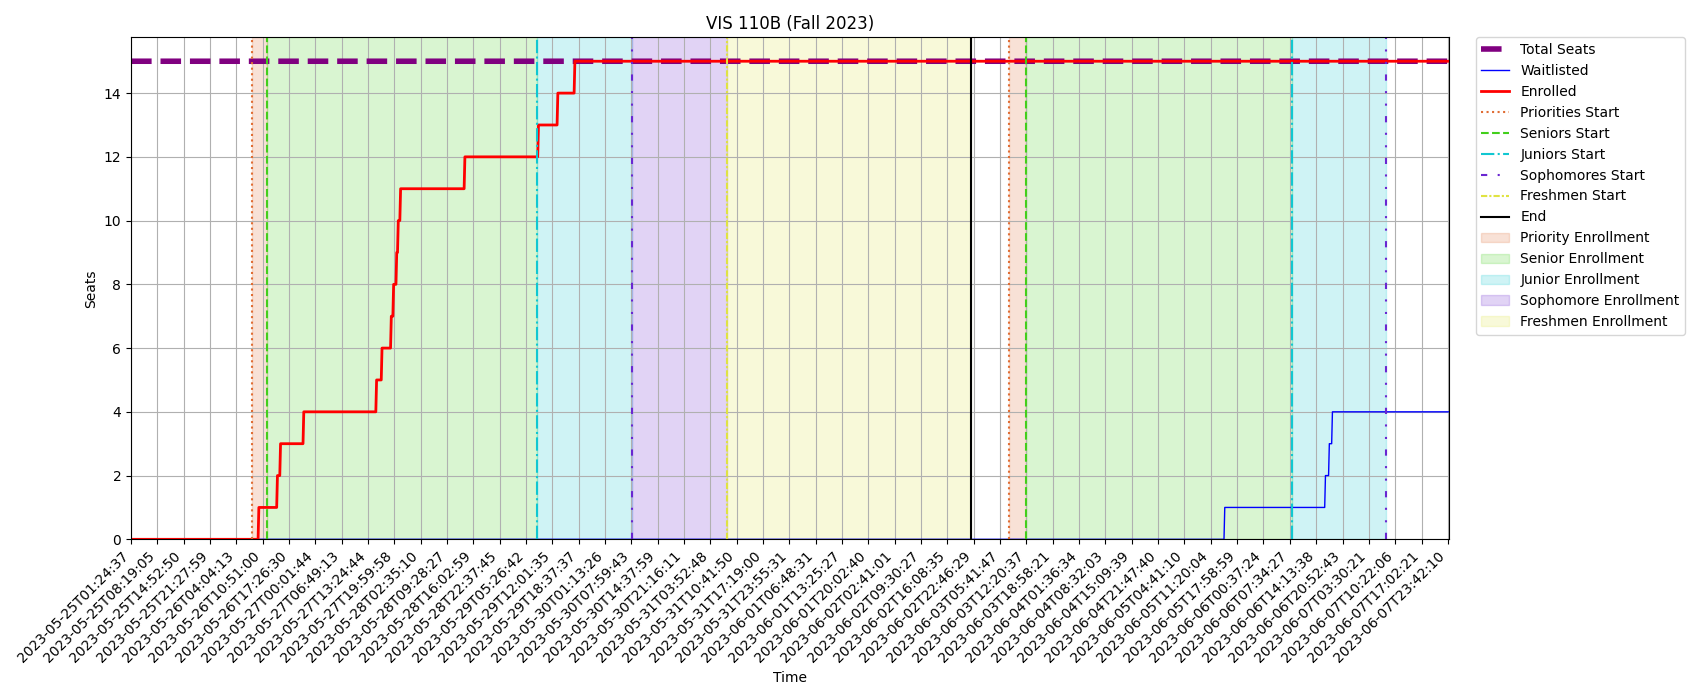 VIS 110B (Fall 2023)
Seats
14
12
10
8
6
4
2
0
2023-05-25T01:24:37
2023-05-25T08:19:05
2023-05-25T14:52:50
2023-05-25T21:27:59
2023-05-26T04:04:13
2023-05-26T10:51:00
2023-05-26T17:26:30
2023-05-27T00:01:44
2023-05-27T06:49:13
2023-05-27T13:24:44
2023-05-27T19:59:58
2023-05-28T02:35:10
2023-05-28T09:28:27
2023-05-28T16:02:59
2023-05-28T22:37:45
2023-05-29T05:26:42
2023-05-29T12:01:35
2023-05-29T18:37:37
2023-05-30T01:13:26
2023-05-30T07:59:43
2023-05-30T14:37:59
2023-05-30T21:16:11
2023-05-31T03:52:48
2023-05-31T10:41:50
2023-05-31T17:19:00
2023-05-31T23:55:31
2023-06-01T06:48:31
2023-06-01T13:25:27
2023-06-01T20:02:40
2023-06-02T02:41:01
2023-06-02T09:30:27
2023-06-02T16:08:35
2023-06-02T22:46:29
2023-06-03T05:41:47
2023-06-03T12:20:37
2023-06-03T18:58:21
2023-06-04T01:36:34
2023-06-04T08:32:03
2023-06-04T15:09:39
2023-06-04T21:47:40
2023-06-05T04:41:10
2023-06-05T11:20:04
2023-06-05T17:58:59
2023-06-06T00:37:24
2023-06-06T07:34:27
2023-06-06T14:13:38
2023-06-06T20:52:43
2023-06-07T03:30:21
2023-06-07T10:22:06
2023-06-07T17:02:21
2023-06-07T23:42:10
Time
Total Seats
Waitlisted
Enrolled
Priorities Start
Seniors Start
Juniors Start
Sophomores Start
Freshmen Start
End
Priority Enrollment
Senior Enrollment
Junior Enrollment
Sophomore Enrollment
Freshmen Enrollment